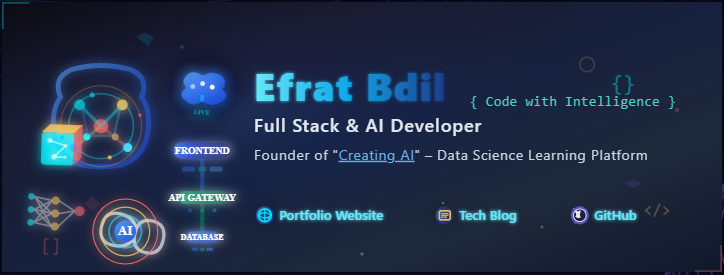 Efrat Bdil
{}
{ Code with Intelligence }
Full Stack & AI Developer
Founder of "Creating AI" – Data Science Learning Platform
LIVE
FRONTEND
API GATEWAY
DATABASE
AI
[ ]
Portfolio Website
Tech Blog
GitHub
</>